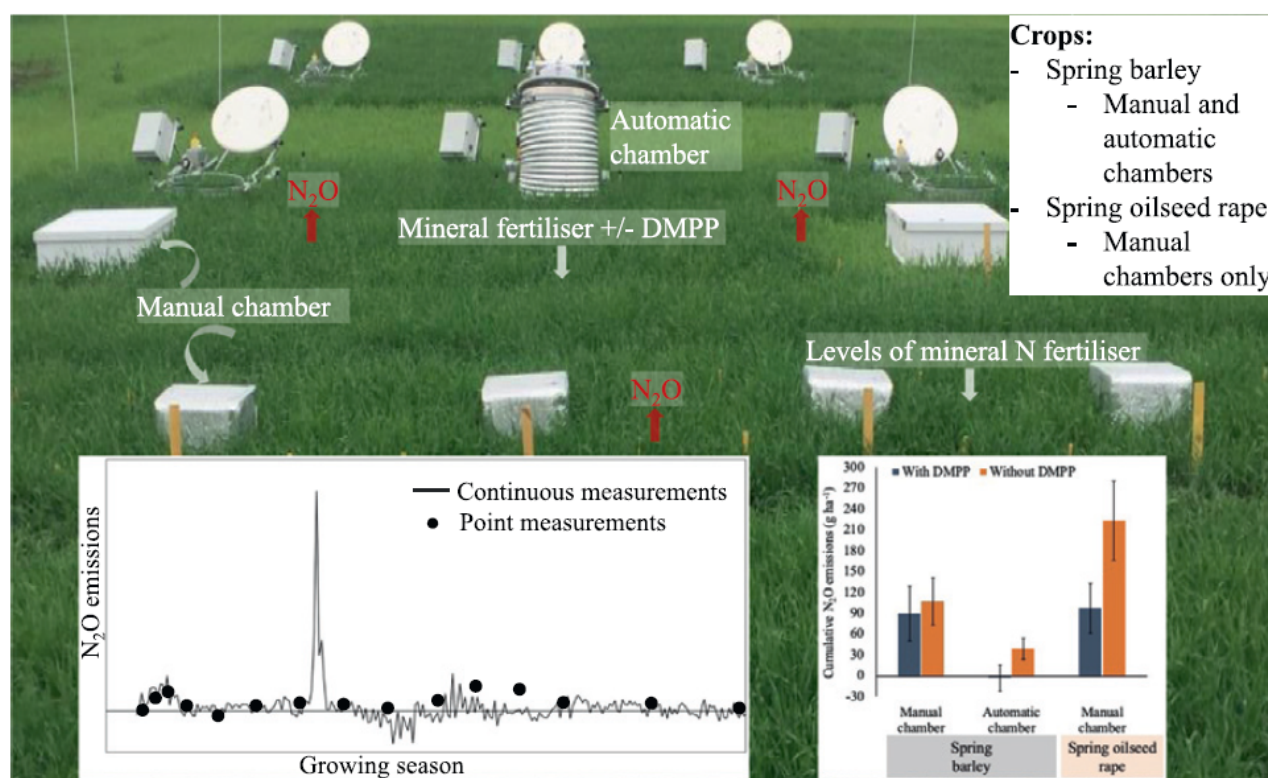 Crops:
- Spring barley
- Manual and
automatic
chambers
- Spring oilseed rape
- Manual
chambers only
Automatic
chamber
N₂O
N₂O
Mineral fertiliser +/- DMPP
Manual chamber
Levels of mineral N fertiliser
N₂O
N₂O emissions
Continuous measurements
Point measurements
Growing season
Cumulative N₂O emissions (g ha⁻¹)
With DMPP
Without DMPP
300
270
240
210
180
150
120
90
60
30
0
-30
Manual
chamber
Automatic
chamber
Manual
chamber
Spring
barley
Spring oilseed
rape